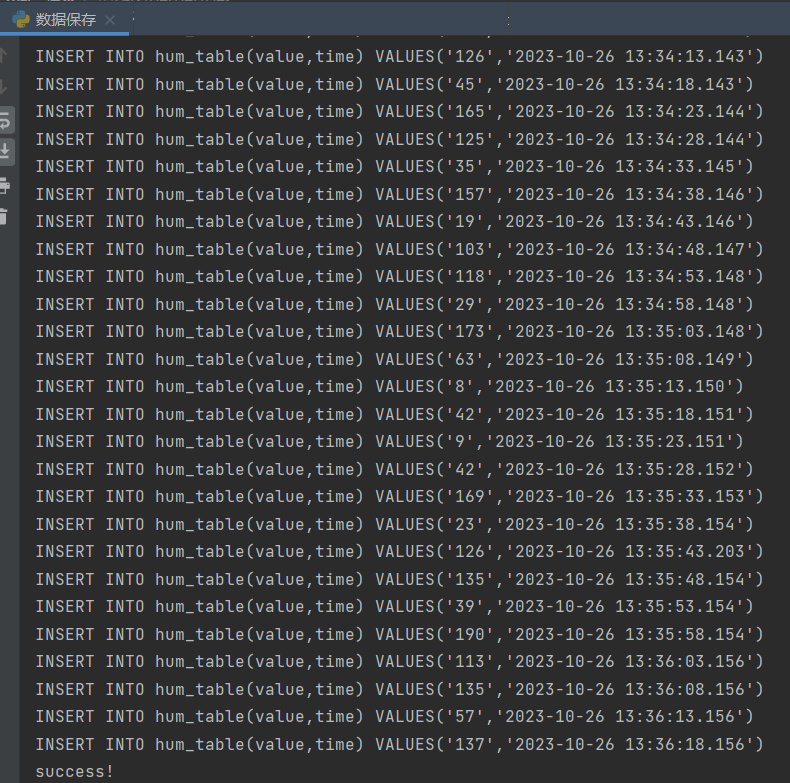 数据保存
INSERT INTO hum_table(value,time) VALUES('126','2023-10-26 13:34:13.143')
INSERT INTO hum_table(value,time) VALUES('45','2023-10-26 13:34:18.143')
INSERT INTO hum_table(value,time) VALUES('165','2023-10-26 13:34:23.144')
INSERT INTO hum_table(value,time) VALUES('125','2023-10-26 13:34:28.144')
INSERT INTO hum_table(value,time) VALUES('35','2023-10-26 13:34:33.145')
INSERT INTO hum_table(value,time) VALUES('157','2023-10-26 13:34:38.146')
INSERT INTO hum_table(value,time) VALUES('19','2023-10-26 13:34:43.146')
INSERT INTO hum_table(value,time) VALUES('103','2023-10-26 13:34:48.147')
INSERT INTO hum_table(value,time) VALUES('118','2023-10-26 13:34:53.148')
INSERT INTO hum_table(value,time) VALUES('29','2023-10-26 13:34:58.148')
INSERT INTO hum_table(value,time) VALUES('173','2023-10-26 13:35:03.148')
INSERT INTO hum_table(value,time) VALUES('63','2023-10-26 13:35:08.149')
INSERT INTO hum_table(value,time) VALUES('8','2023-10-26 13:35:13.150')
INSERT INTO hum_table(value,time) VALUES('42','2023-10-26 13:35:18.151')
INSERT INTO hum_table(value,time) VALUES('9','2023-10-26 13:35:23.151')
INSERT INTO hum_table(value,time) VALUES('42','2023-10-26 13:35:28.152')
INSERT INTO hum_table(value,time) VALUES('169','2023-10-26 13:35:33.153')
INSERT INTO hum_table(value,time) VALUES('23','2023-10-26 13:35:38.154')
INSERT INTO hum_table(value,time) VALUES('126','2023-10-26 13:35:43.203')
INSERT INTO hum_table(value,time) VALUES('135','2023-10-26 13:35:48.154')
INSERT INTO hum_table(value,time) VALUES('39','2023-10-26 13:35:53.154')
INSERT INTO hum_table(value,time) VALUES('190','2023-10-26 13:35:58.154')
INSERT INTO hum_table(value,time) VALUES('113','2023-10-26 13:36:03.156')
INSERT INTO hum_table(value,time) VALUES('135','2023-10-26 13:36:08.156')
INSERT INTO hum_table(value,time) VALUES('57','2023-10-26 13:36:13.156')
INSERT INTO hum_table(value,time) VALUES('137','2023-10-26 13:36:18.156')
success!